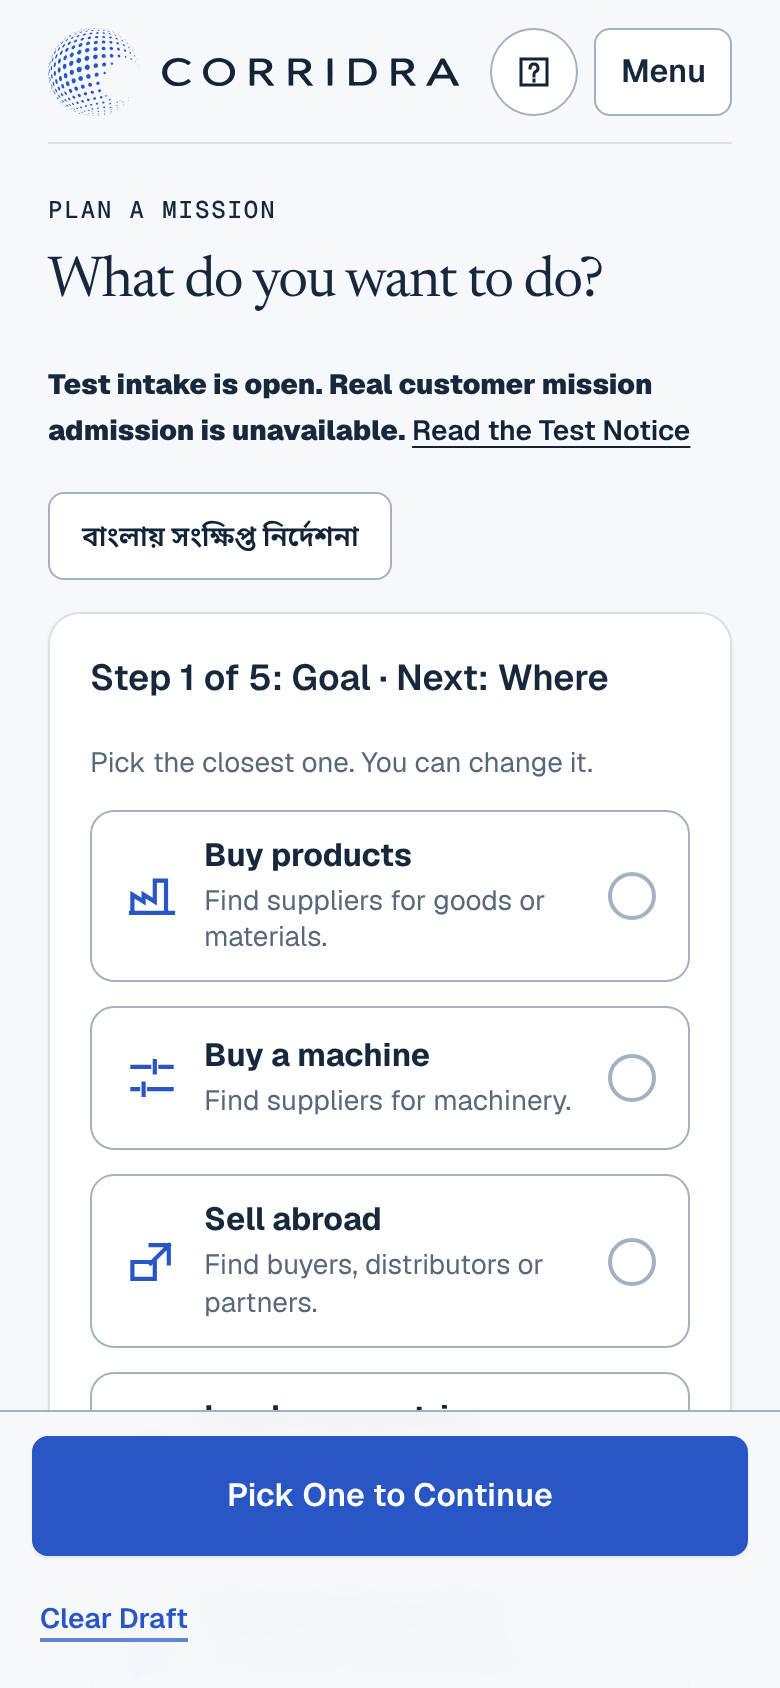 CORRIDRA
Menu
PLAN A MISSION
What do you want to do?
Test intake is open. Real customer mission
admission is unavailable. Read the Test Notice
বাংলায় সংক্ষিপ্ত নির্দেশনা
Step 1 of 5: Goal · Next: Where
Pick the closest one. You can change it.
Buy products
Find suppliers for goods or
materials.
Buy a machine
Find suppliers for machinery.
Sell abroad
Find buyers, distributors or
partners.
Pick One to Continue
Clear Draft